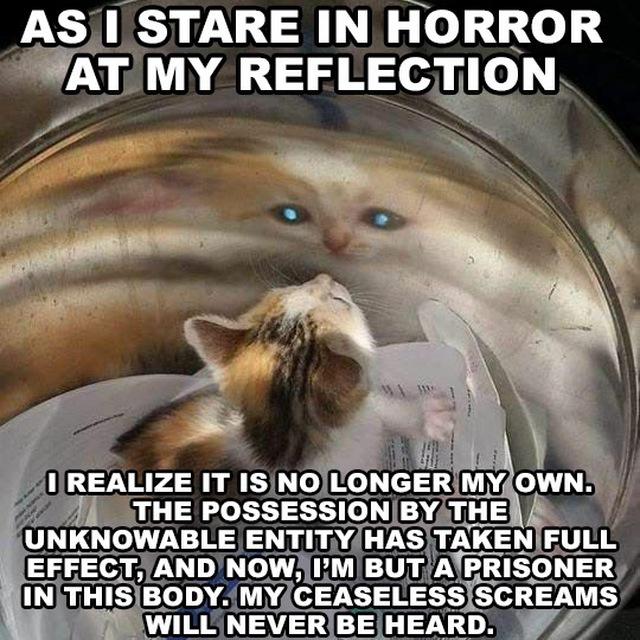 AS I STARE IN HORROR
AT MY REFLECTION
I REALIZE IT IS NO LONGER MY OWN.
THE POSSESSION BY THE
UNKNOWABLE ENTITY HAS TAKEN FULL
EFFECT, AND NOW, I'M BUT A PRISONER
IN THIS BODY. MY CEASELESS SCREAMS
WILL NEVER BE HEARD.